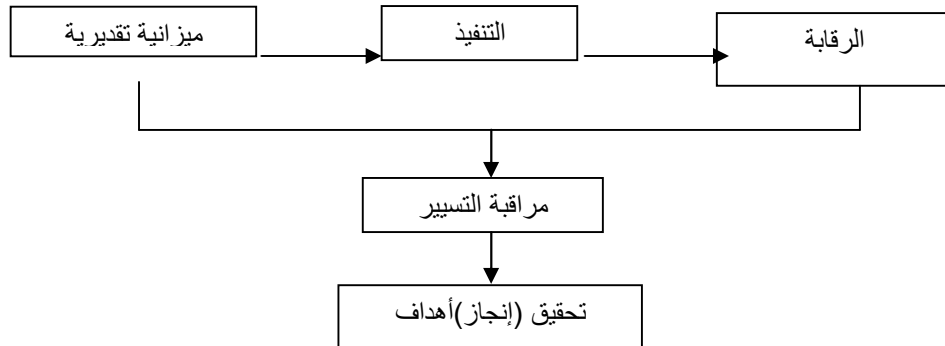 ميزانية تقديرية
التنفيذ
الرقابة
مراقبة التسيير
تحقيق (إنجاز)أهداف